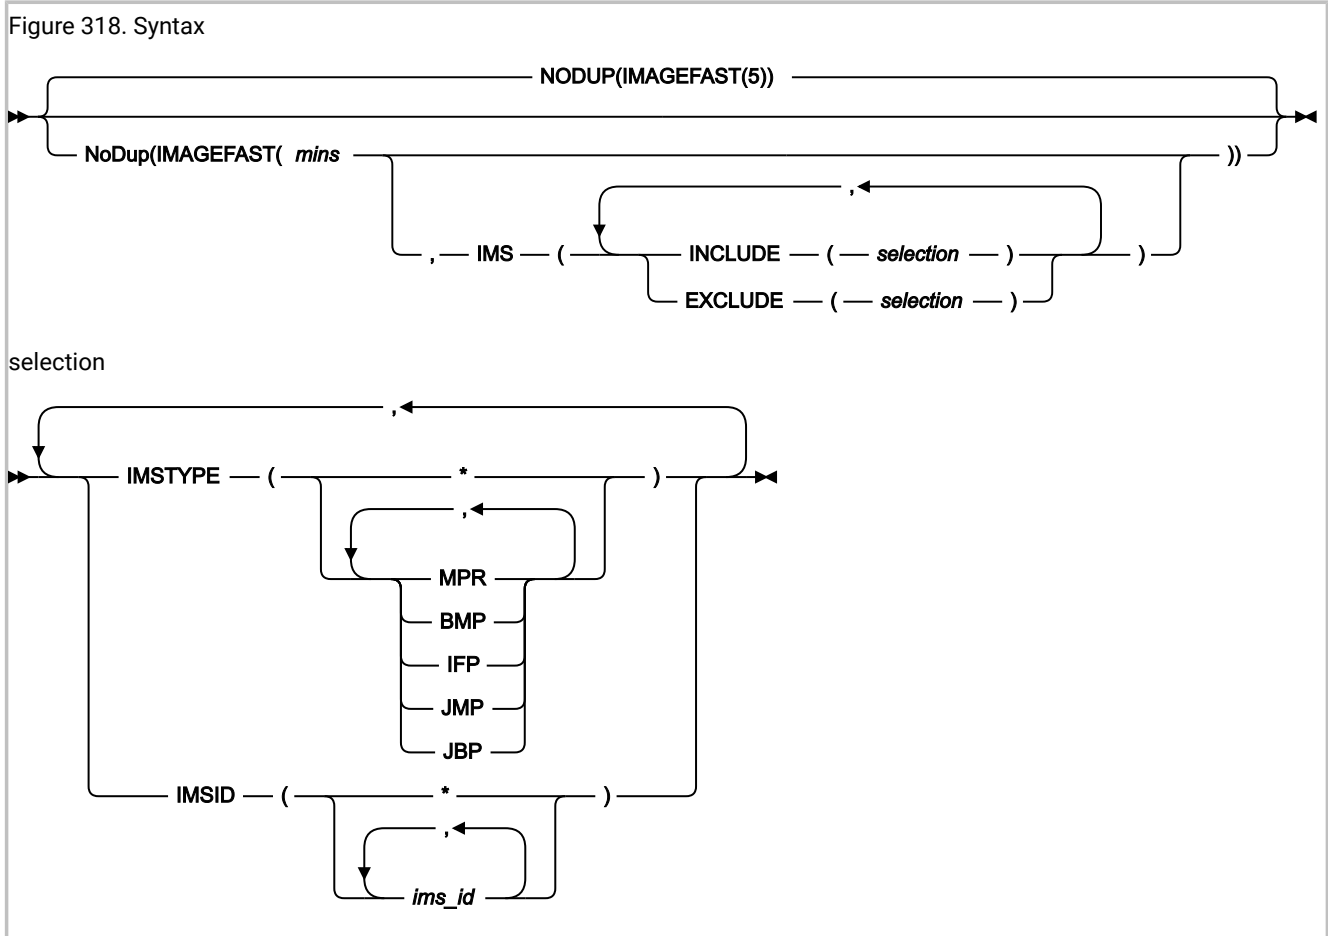 Figure 318. Syntax
NODUP(IMAGEFAST(5))
NoDup(IMAGEFAST( mins ))
,
, IMS ( INCLUDE ( selection ) )
EXCLUDE ( selection )
selection
,
IMSTYPE ( * )
,
MPR
BMP
IFP
JMP
JBP
IMSID ( * )
,
ims_id